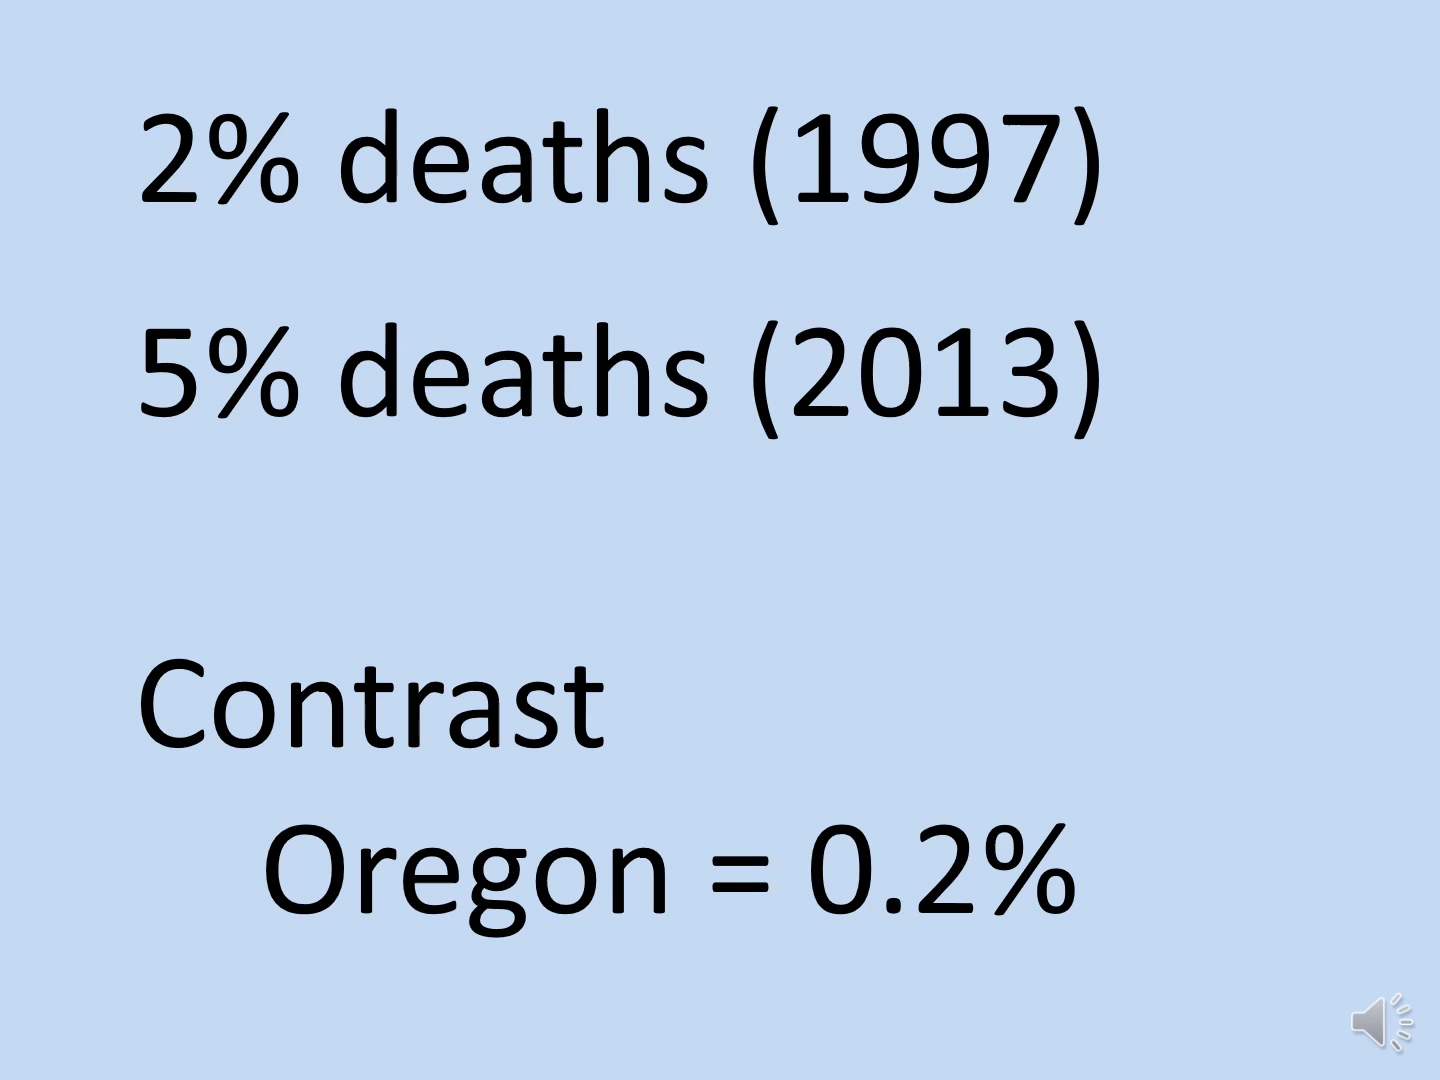 2% deaths (1997)
5% deaths (2013)
Contrast
Oregon = 0.2%